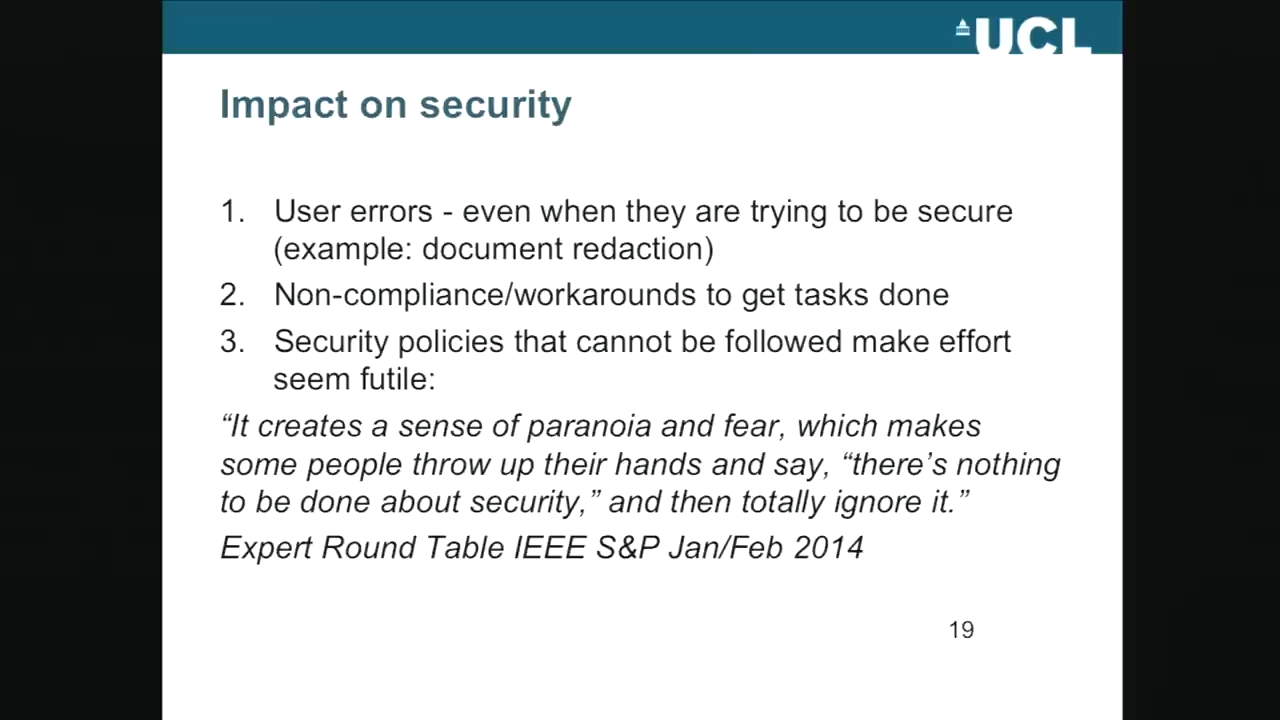 UCL
Impact on security
1. User errors - even when they are trying to be secure
(example: document redaction)
2. Non-compliance/workarounds to get tasks done
3. Security policies that cannot be followed make effort
seem futile:
“It creates a sense of paranoia and fear, which makes
some people throw up their hands and say, “there’s nothing
to be done about security,” and then totally ignore it.”
Expert Round Table IEEE S&P Jan/Feb 2014
19